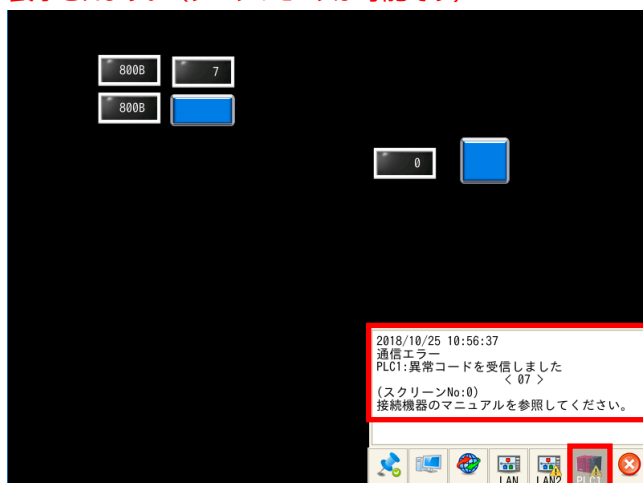 800B 7
800B
0
2018/10/25 10:56:37
通信エラー
PLC1:異常コードを受信しました
< 07 >
(スクリーンNo:0)
接続機器のマニュアルを参照してください。
LAN LAN2 PLC1